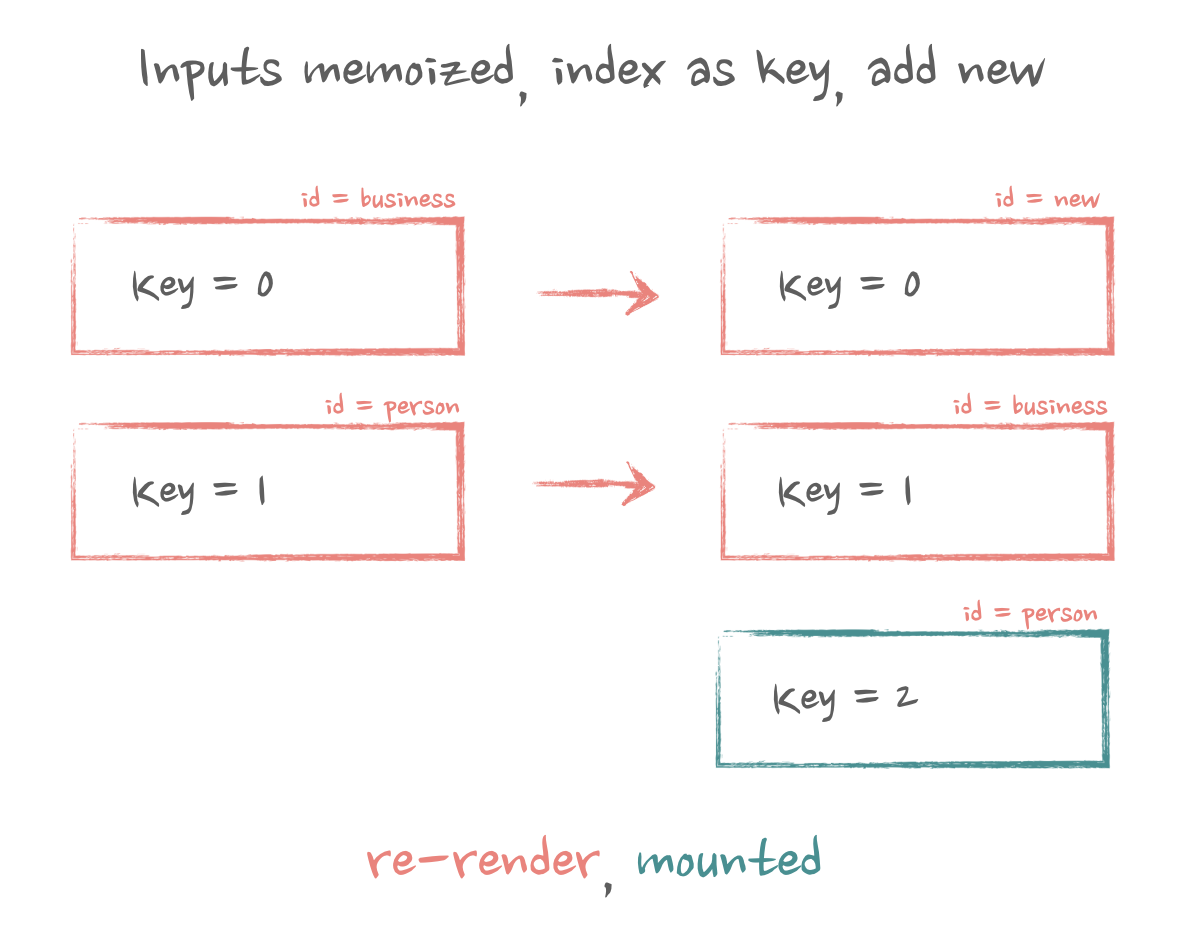 Inputs memoized, index as key, add new
id = business
id = new
key = 0
key = 0
id = person
id = business
key = 1
key = 1
id = person
key = 2
re-render, mounted